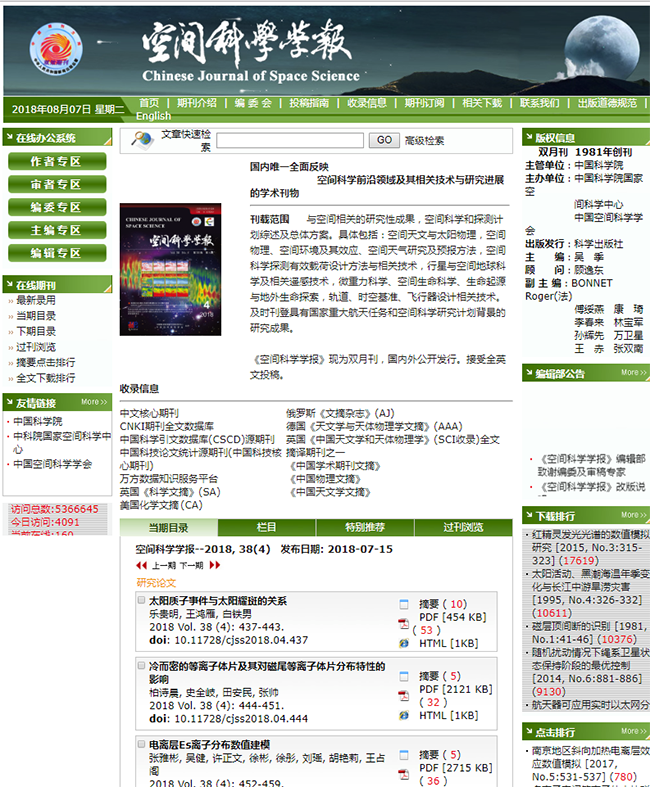 空间科學学报
Chinese Journal of Space Science
2018年08月07日 星期二
首页 | 期刊介绍 | 编 委 会 | 投稿指南 | 收录信息 | 期刊订阅 | 相关下载 | 联系我们 | 出版道德规范 |
English
在线办公系统
作者专区
审者专区
编委专区
主编专区
编辑专区
在线期刊
最新录用
当期目录
下期目录
过刊浏览
摘要点击排行
全文下载排行
友情链接 More >>
中国科学院
中科院国家空间科学中
心
中国空间科学学会
访问总数:5366645
今日访问:4091
当前在线:160
文章快速检
索
GO 高级检索
国内唯一全面反映
空间科学前沿领域及其相关技术与研究进展
的学术刊物
CHINESE JOURNAL OF
SPACE SCIENCE
空间科學学报
4
2018
刊载范围 与空间相关的研究性成果，空间科学和探测计
划综述及总体方案。具体包括：空间天文与太阳物理，空间
物理、空间环境及其效应、空间天气研究及预报方法，空间
科学探测有效载荷设计方法与相关技术，行星与空间地球科
学及相关遥感技术，微重力科学、空间生命科学、生命起源
与地外生命探索，轨道、时空基准、飞行器设计相关技术。
及时刊登具有国家重大航天任务和空间科学研究计划背景的
研究成果。
《空间科学学报》现为双月刊，国内外公开发行。接受全英
文投稿。
收录信息
中文核心期刊
CNKI期刊全文数据库
中国科学引文数据库(CSCD)源期刊
中国科技论文统计源期刊(中国科技核
心期刊)
万方数据知识服务平台
英国《科学文摘》(SA)
美国化学文摘(CA)
俄罗斯《文摘杂志》(AJ)
德国《天文学与天体物理学文摘》(AAA)
英国《中国天文学和天体物理学》(SCI收录)全文
摘译期刊之一
《中国学术期刊文摘》
《中国物理文摘》
《中国天文学文摘》
当期目录 栏目 特别推荐 过刊浏览
空间科学学报--2018, 38(4) 发布日期: 2018-07-15
上一期 下一期
研究论文
太阳质子事件与太阳耀斑的关系
乐贵明, 王鸿雁, 白铁男
2018 Vol. 38 (4): 437-443.
doi: 10.11728/cjss2018.04.437
摘要 ( 10)
PDF [454 KB]
( 53 )
HTML [1KB]
冷而密的等离子体片及其对磁尾等离子体片分布特性的
影响
柏诗晨, 史全岐, 田安民, 张帅
2018 Vol. 38 (4): 444-451.
doi: 10.11728/cjss2018.04.444
摘要 ( 5)
PDF [2121 KB]
( 32 )
HTML [1KB]
电离层Es离子分布数值建模
张雅彬, 吴健, 许正文, 徐彬, 徐彤, 刘瑶, 胡艳莉, 王占
阁
2018 Vol. 38 (4): 452-459.
摘要 ( 5)
PDF [2715 KB]
( 36 )
版权信息
双月刊 1981年创刊
主管单位：中国科学院
主办单位：中国科学院国家
空
间科学中心
中国空间科学学
会
出版发行：科学出版社
主 编：吴 季
顾 问：顾逸东
副 主 编：BONNET
Roger(法)
傅绥燕 康 琦
李春来 林宝军
孙辉先 万卫星
王 赤 张双南
编辑部公告 More >>
《空间科学学报》编辑部
致谢编委及审稿专家
《空间科学学报》改版说
下载排行 More >>
红精灵发光光谱的数值模拟
研究 [2015, No.3:315-
323] (17619)
太阳活动、黑潮海温年季变
化与长江中游旱涝灾害
[1995, No.4:326-332]
(10611)
磁层顶间断的识别 [1981,
No.1:41-46] (10376)
随机扰动情况下绳系卫星状
态保持阶段的最优控制
[2014, No.6:881-886]
(9130)
航天器可应用实时以太网分
点击排行 More >>
南京地区斜向加热电离层效
应数值模拟 [2017,
No.5:531-537] (780)